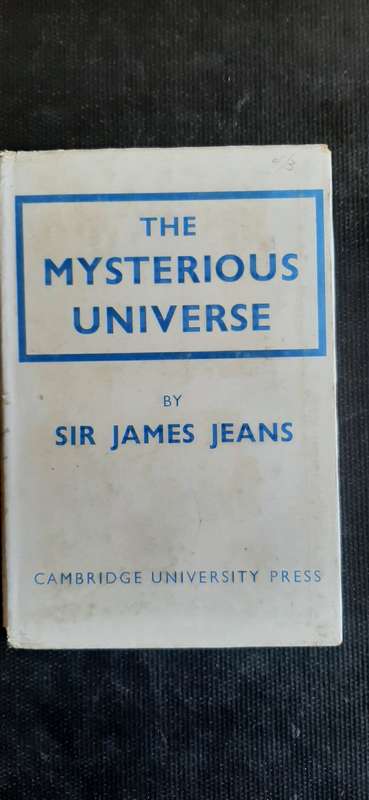 THE
MYSTERIOUS
UNIVERSE
BY
SIR JAMES JEANS
CAMBRIDGE UNIVERSITY PRESS